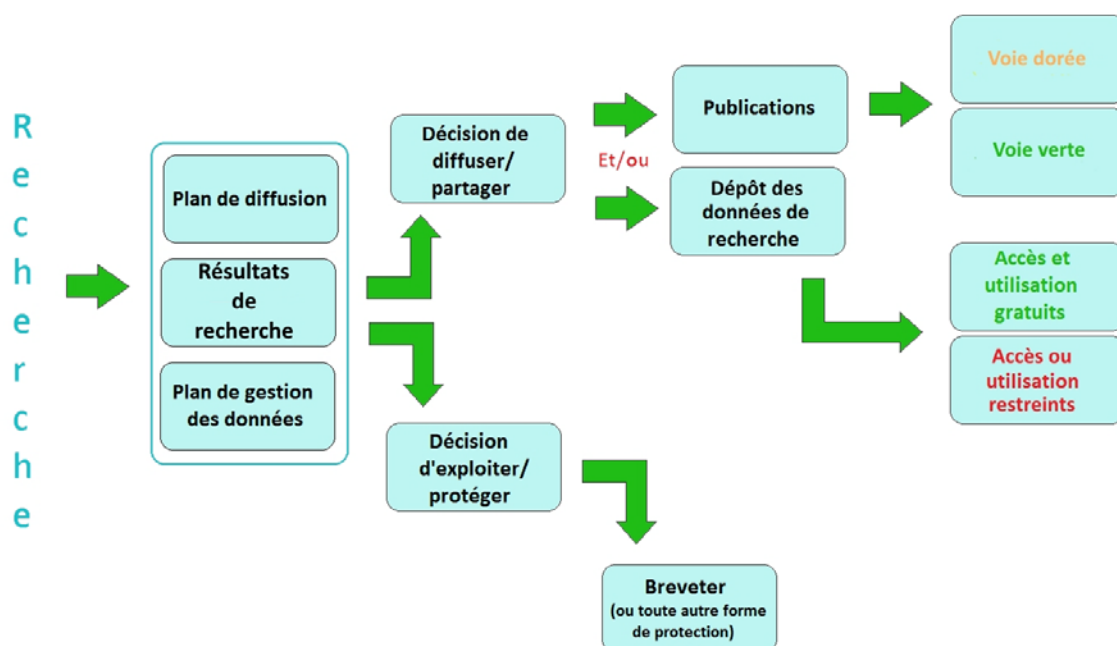 Recherche
Plan de diffusion
Résultats
de
recherche
Plan de gestion
des données
Décision de
diffuser/
partager
Décision
d'exploiter/
protéger
Et/ou
Publications
Dépôt des
données de
recherche
Voie dorée
Voie verte
Accès et
utilisation
gratuits
Accès ou
utilisation
restreints
Breveter
(ou toute autre forme
de protection)